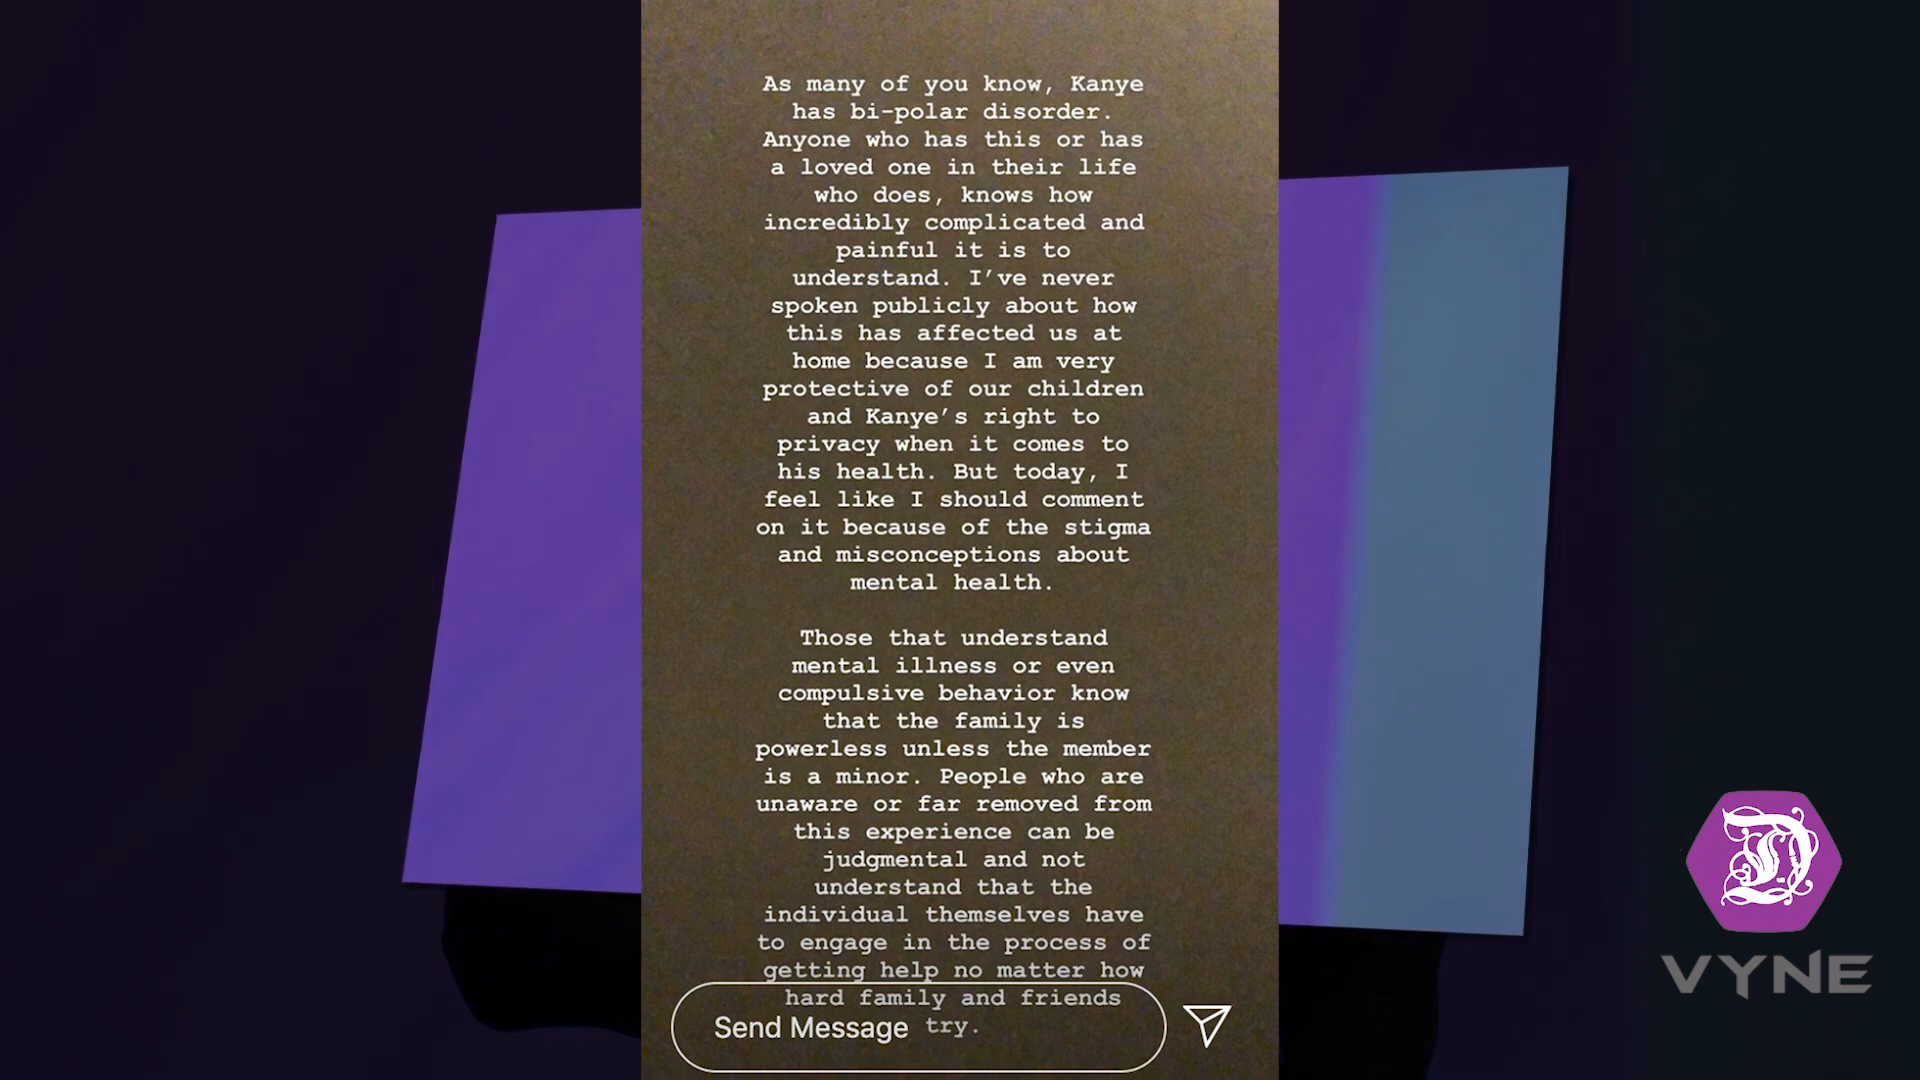 As many of you know, Kanye
has bi-polar disorder.
Anyone who has this or has
a loved one in their life
who does, knows how
incredibly complicated and
painful it is to
understand. I’ve never
spoken publicly about how
this has affected us at
home because I am very
protective of our children
and Kanye’s right to
privacy when it comes to
his health. But today, I
feel like I should comment
on it because of the stigma
and misconceptions about
mental health.
Those that understand
mental illness or even
compulsive behavior know
that the family is
powerless unless the member
is a minor. People who are
unaware or far removed from
this experience can be
judgmental and not
understand that the
individual themselves have
to engage in the process of
getting help no matter how
hard family and friends
try.
Send Message
D
VYNE